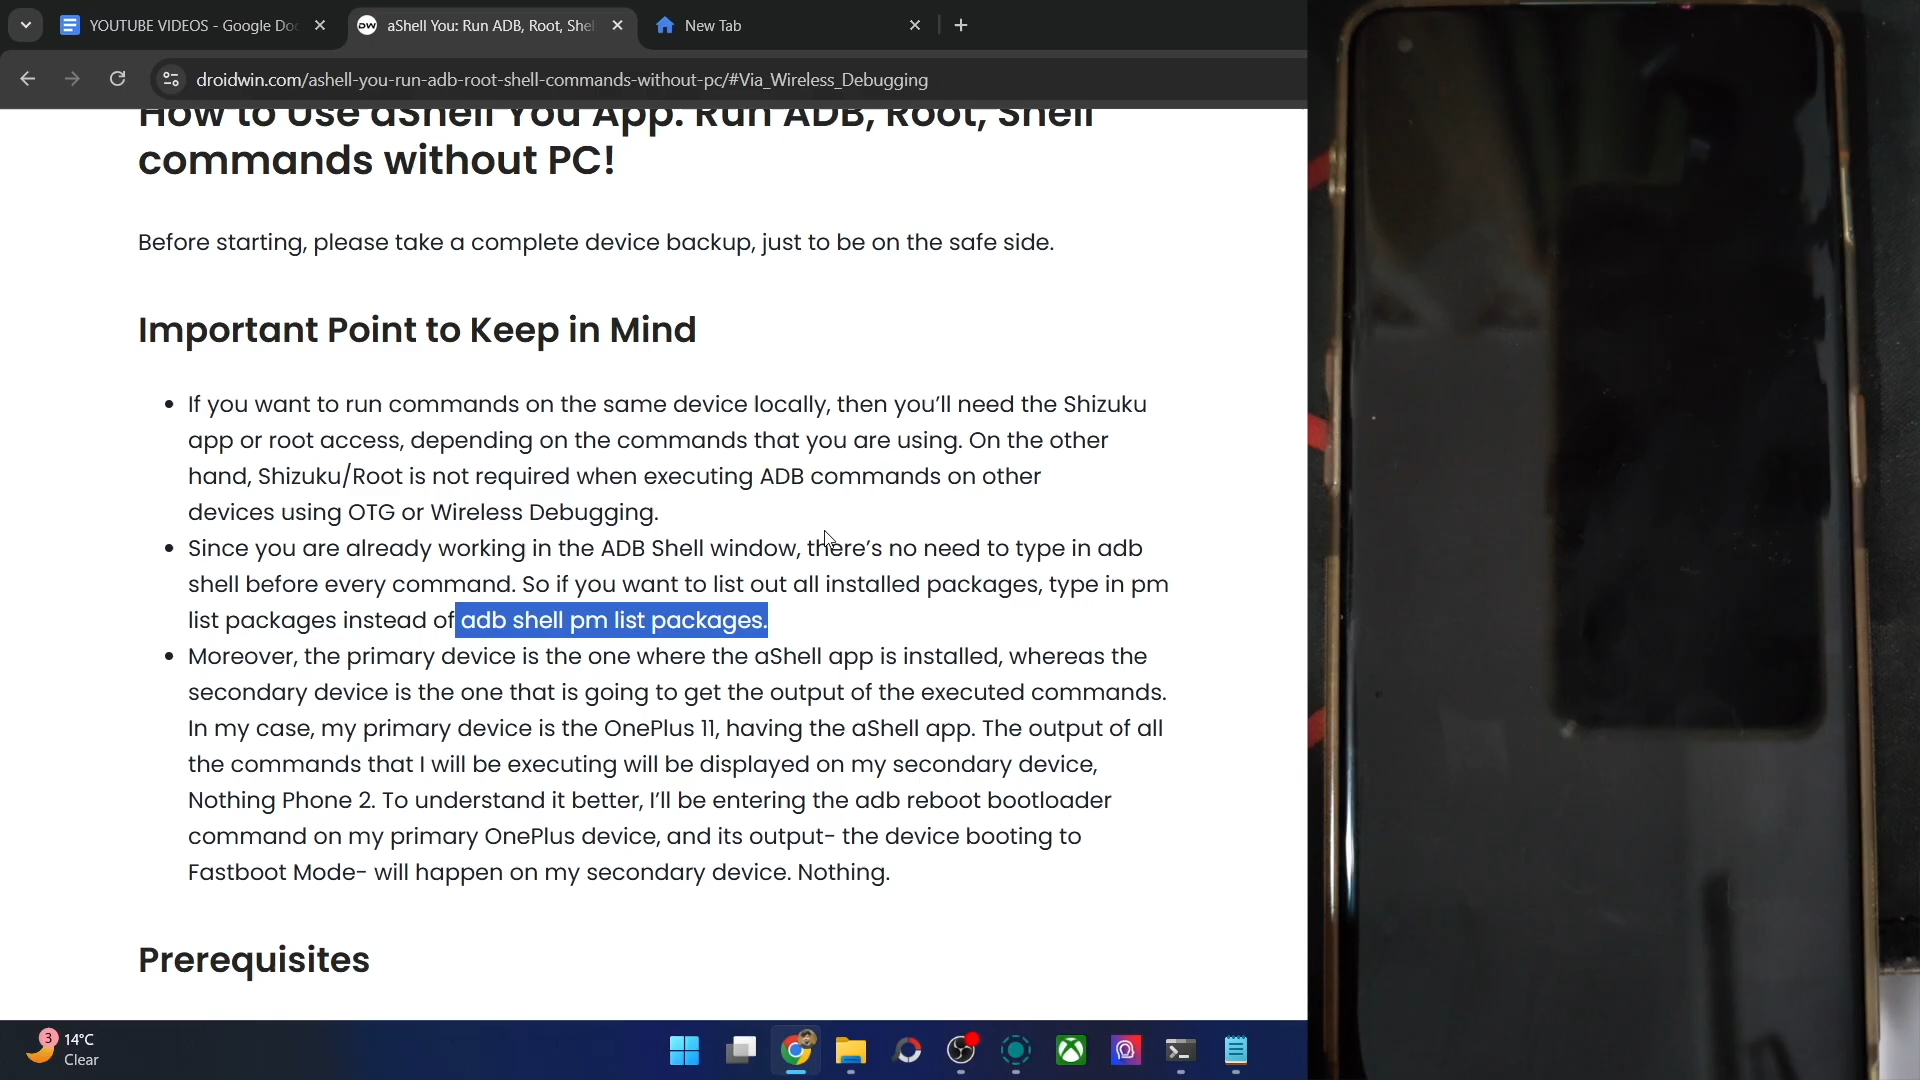 YOUTUBE VIDEOS - Google Doc
DW
aShell You: Run ADB, Root, Shel
New Tab
droidwin.com/ashell-you-run-adb-root-shell-commands-without-pc/#Via_Wireless_Debugging
How to Use aShell You App: Run ADB, Root, Shell
commands without PC!
Before starting, please take a complete device backup, just to be on the safe side.
Important Point to Keep in Mind
If you want to run commands on the same device locally, then you’ll need the Shizuku
app or root access, depending on the commands that you are using. On the other
hand, Shizuku/Root is not required when executing ADB commands on other
devices using OTG or Wireless Debugging.
Since you are already working in the ADB Shell window, there’s no need to type in adb
shell before every command. So if you want to list out all installed packages, type in pm
list packages instead of adb shell pm list packages.
Moreover, the primary device is the one where the aShell app is installed, whereas the
secondary device is the one that is going to get the output of the executed commands.
In my case, my primary device is the OnePlus 11, having the aShell app. The output of all
the commands that I will be executing will be displayed on my secondary device,
Nothing Phone 2. To understand it better, I’ll be entering the adb reboot bootloader
command on my primary OnePlus device, and its output- the device booting to
Fastboot Mode- will happen on my secondary device. Nothing.
Prerequisites
3
14°C
Clear